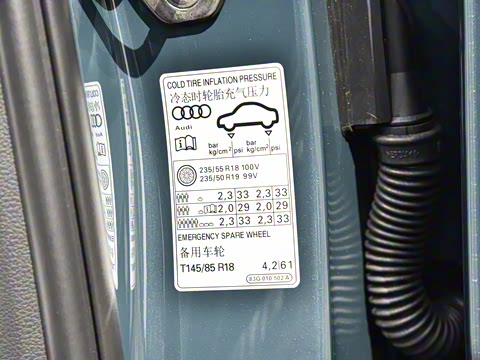 COLD TIRE INFLATION PRESSURE
冷态时轮胎充气压力
Audi
bar kg/cm² psi bar kg/cm² psi
235/55 R18 100V
235/50 R19 99V
2,3 33 2,3 33
2,0 29 2,0 29
2,3 33 2,3 33
EMERGENCY SPARE WHEEL
备用车轮
T145/85 R18 4,2 61
83G 010 502 A